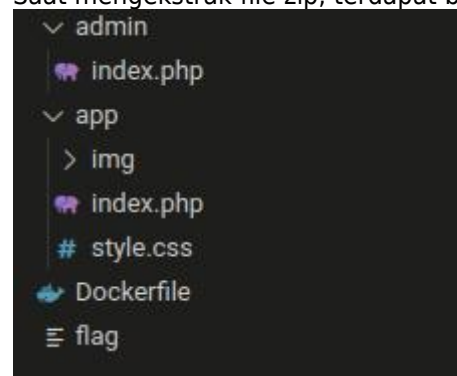 Saat mengekstrak file zip, terdapat b
admin
index.php
app
img
index.php
# style.css
Dockerfile
flag